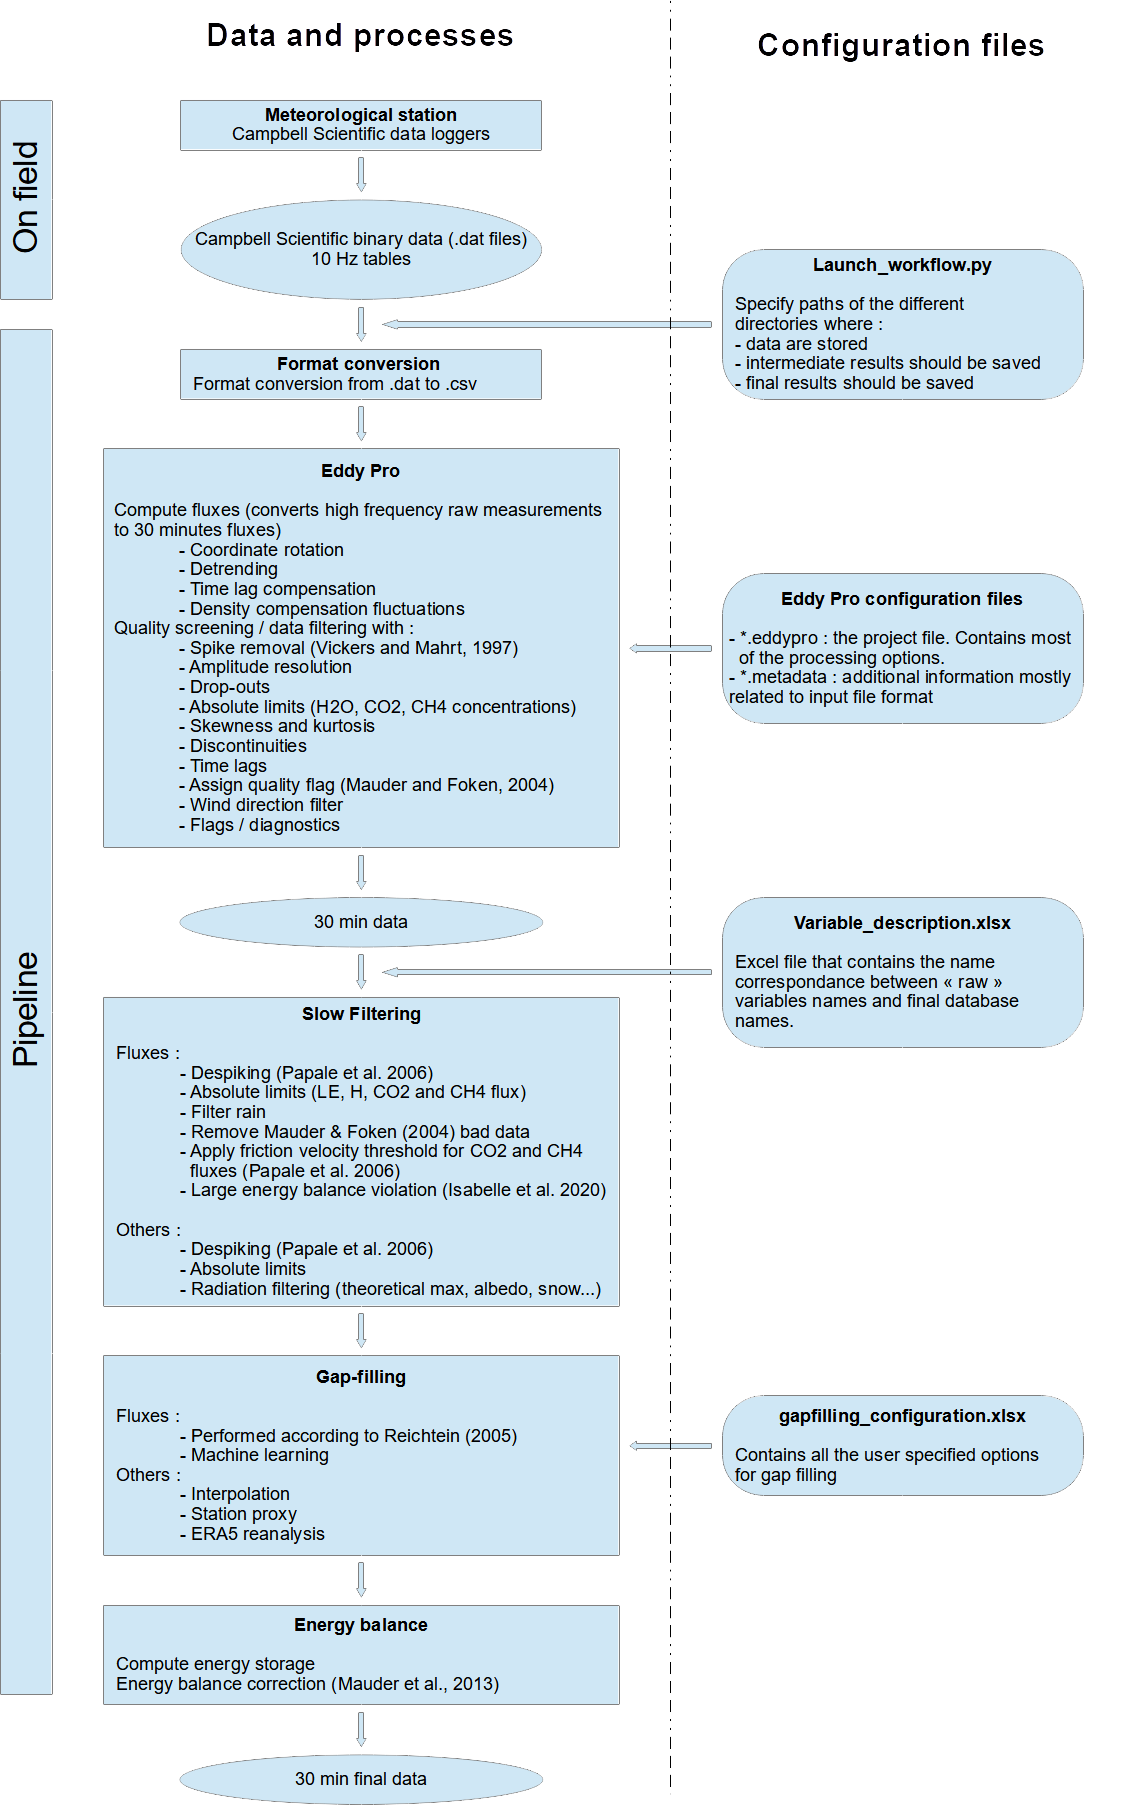 Data and processes
Configuration files
On field
Meteorological station
Campbell Scientific data loggers
Campbell Scientific binary data (.dat files)
10 Hz tables
Launch_workflow.py
Specify paths of the different
directories where :
- data are stored
- intermediate results should be saved
- final results should be saved
Pipeline
Format conversion
Format conversion from .dat to .csv
Eddy Pro
Compute fluxes (converts high frequency raw measurements
to 30 minutes fluxes)
- Coordinate rotation
- Detrending
- Time lag compensation
- Density compensation fluctuations
Quality screening / data filtering with :
- Spike removal (Vickers and Mahrt, 1997)
- Amplitude resolution
- Drop-outs
- Absolute limits (H2O, CO2, CH4 concentrations)
- Skewness and kurtosis
- Discontinuities
- Time lags
- Assign quality flag (Mauder and Foken, 2004)
- Wind direction filter
- Flags / diagnostics
Eddy Pro configuration files
- *.eddypro : the project file. Contains most
of the processing options.
- *.metadata : additional information mostly
related to input file format
30 min data
Variable_description.xlsx
Excel file that contains the name
correspondance between « raw »
variables names and final database
names.
Slow Filtering
Fluxes :
- Despiking (Papale et al. 2006)
- Absolute limits (LE, H, CO2 and CH4 flux)
- Filter rain
- Remove Mauder & Foken (2004) bad data
- Apply friction velocity threshold for CO2 and CH4
fluxes (Papale et al. 2006)
- Large energy balance violation (Isabelle et al. 2020)
Others :
- Despiking (Papale et al. 2006)
- Absolute limits
- Radiation filtering (theoretical max, albedo, snow...)
Gap-filling
Fluxes :
- Performed according to Reichtein (2005)
- Machine learning
Others :
- Interpolation
- Station proxy
- ERA5 reanalysis
gapfilling_configuration.xlsx
Contains all the user specified options
for gap filling
Energy balance
Compute energy storage
Energy balance correction (Mauder et al., 2013)
30 min final data